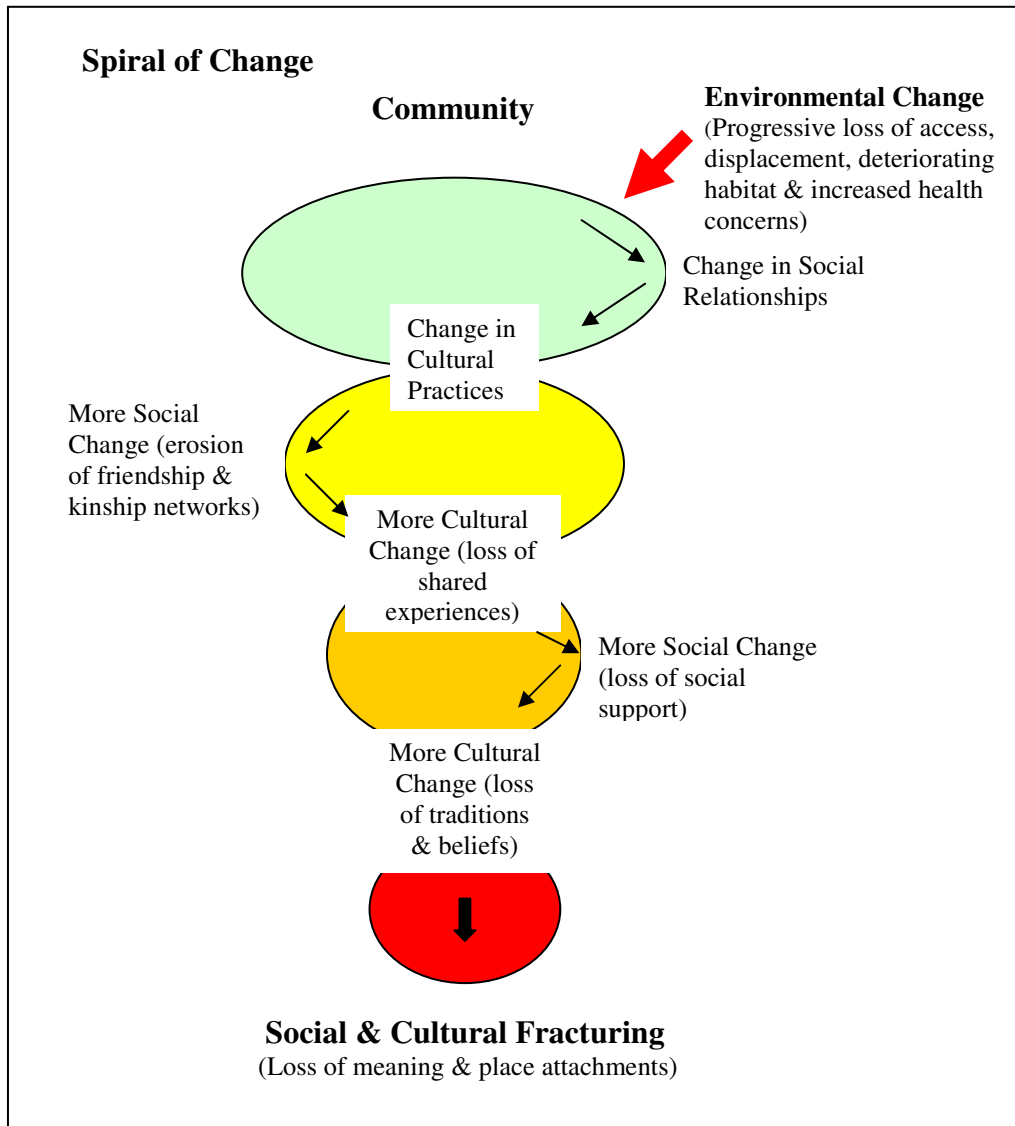 Spiral of Change
Community
Environmental Change
(Progressive loss of access,
displacement, deteriorating
habitat & increased health
concerns)
Change in Social
Relationships
Change in
Cultural
Practices
More Social
Change (erosion
of friendship &
kinship networks)
More Cultural
Change (loss of
shared
experiences)
More Social Change
(loss of social
support)
More Cultural
Change (loss
of traditions
& beliefs)
Social & Cultural Fracturing
(Loss of meaning & place attachments)